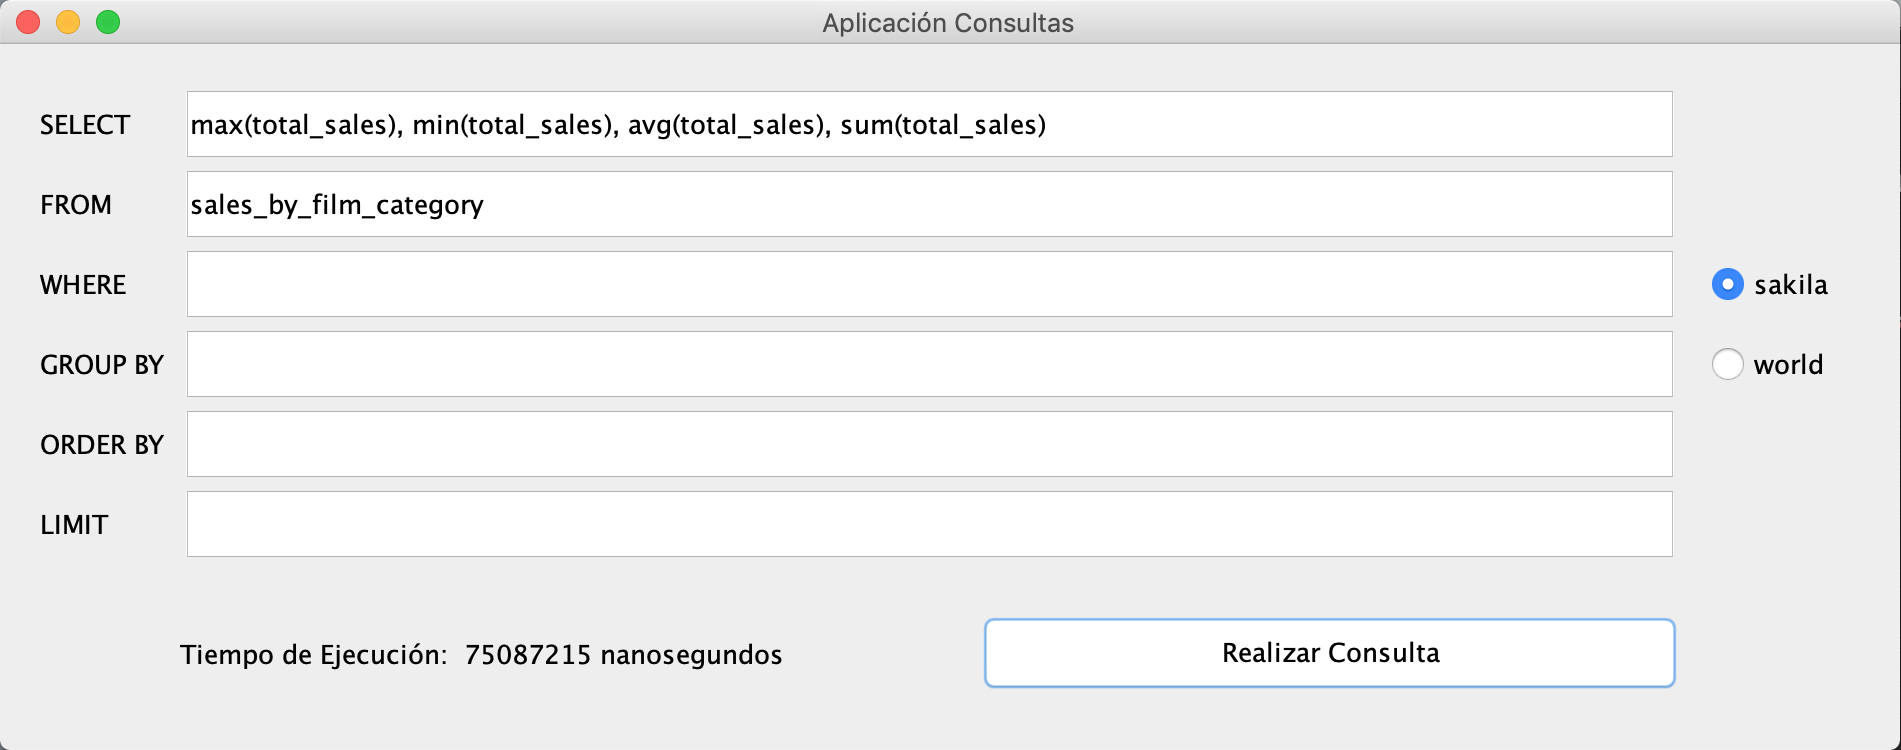 Aplicación Consultas
SELECT max(total_sales), min(total_sales), avg(total_sales), sum(total_sales)
FROM sales_by_film_category
WHERE
sakila
GROUP BY
world
ORDER BY
LIMIT
Tiempo de Ejecución: 75087215 nanosegundos
Realizar Consulta